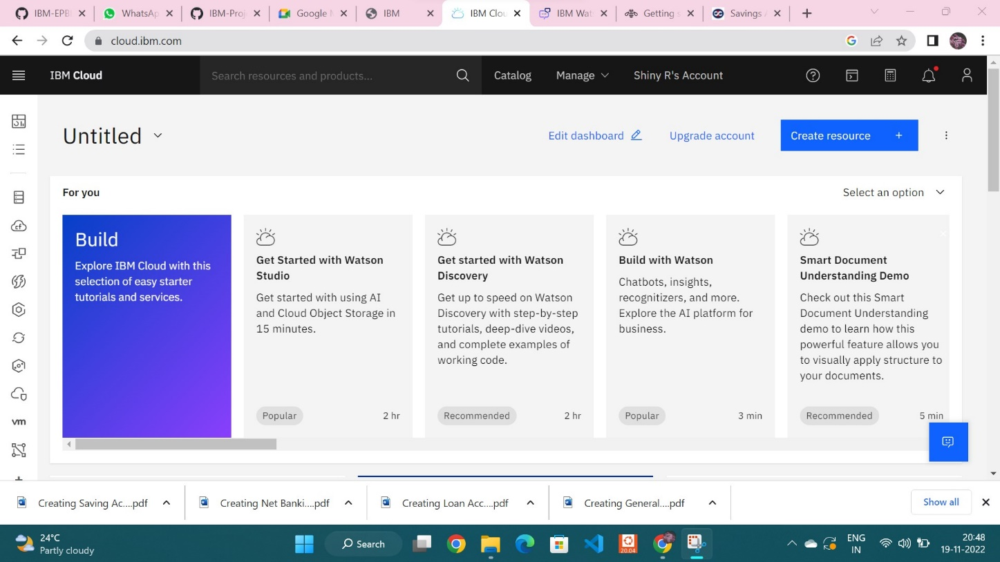 IBM-EPBI
WhatsAp
IBM-Proj
Google M
IBM
IBM Clou
IBM Wat
Getting s
Savings A
cloud.ibm.com
IBM Cloud
Search resources and products...
Catalog
Manage
Shiny R's Account
Untitled
Edit dashboard
Upgrade account
Create resource +
For you
Select an option
Build
Explore IBM Cloud with this
selection of easy starter
tutorials and services.
Get Started with Watson
Studio
Get started with using AI
and Cloud Object Storage in
15 minutes.
Popular
2 hr
Get started with Watson
Discovery
Get up to speed on Watson
Discovery with step-by-step
tutorials, deep-dive videos,
and complete examples of
working code.
Recommended
2 hr
Build with Watson
Chatbots, insights,
recognitizers, and more.
Explore the AI platform for
business.
Popular
3 min
Smart Document
Understanding Demo
Check out this Smart
Document Understanding
demo to learn how this
powerful feature allows you
to visually apply structure to
your documents.
Recommended
5 min
cf
vm
Creating Saving Ac....pdf
Creating Net Banki....pdf
Creating Loan Acc....pdf
Creating General....pdf
Show all
24°C
Partly cloudy
Search
20.04
ENG
IN
20:48
19-11-2022